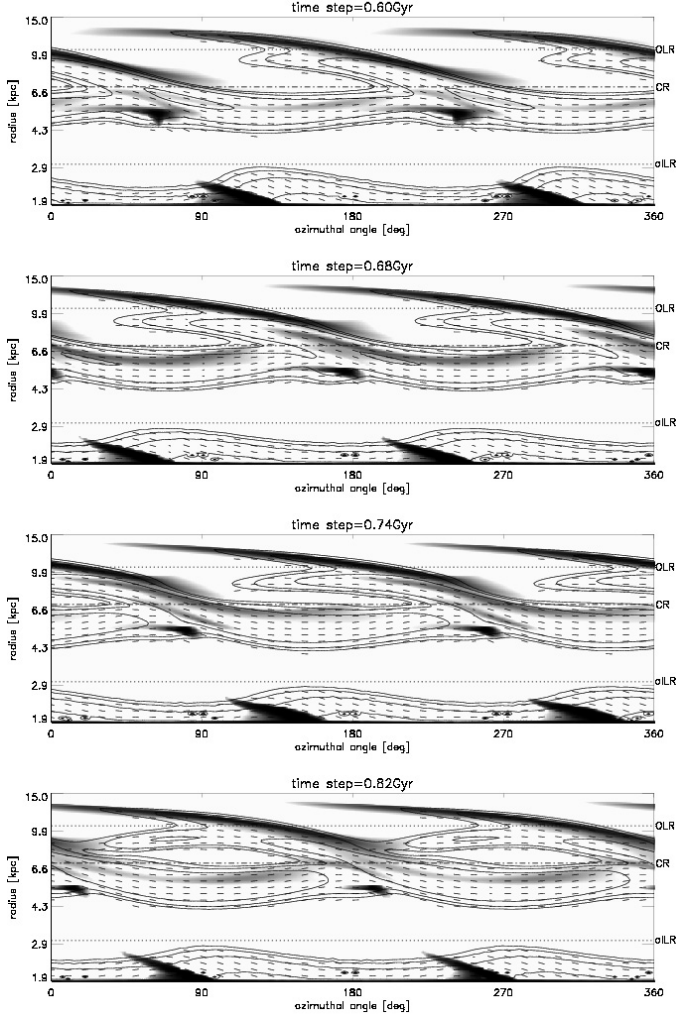 time step=0.60Gyr
15.0
9.9
OLR
6.6
CR
4.3
2.9
oILR
1.9
radius [kpc]
0 90 180 270 360
azimuthal angle [deg]
time step=0.68Gyr
15.0
9.9
OLR
6.6
CR
4.3
2.9
oILR
1.9
radius [kpc]
0 90 180 270 360
azimuthal angle [deg]
time step=0.74Gyr
15.0
9.9
OLR
6.6
CR
4.3
2.9
oILR
1.9
radius [kpc]
0 90 180 270 360
azimuthal angle [deg]
time step=0.82Gyr
15.0
9.9
OLR
6.6
CR
4.3
2.9
oILR
1.9
radius [kpc]
0 90 180 270 360
azimuthal angle [deg]